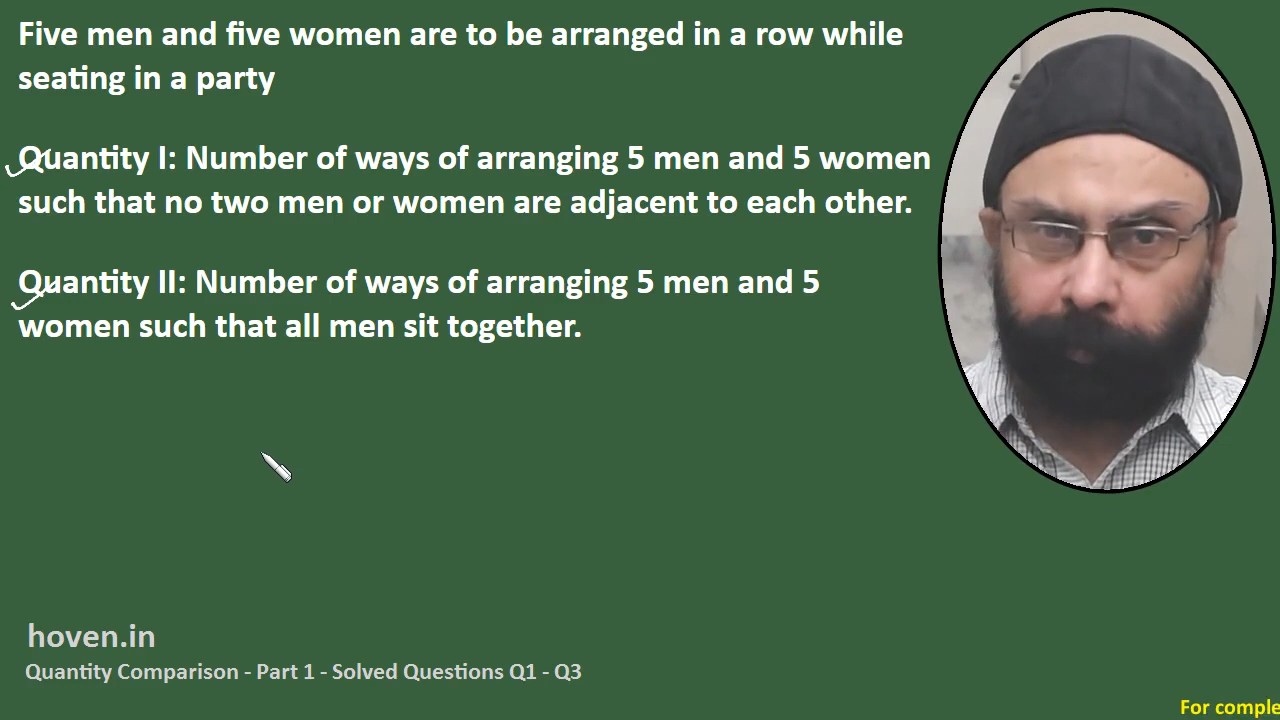 Five men and five women are to be arranged in a row while
seating in a party
Quantity I: Number of ways of arranging 5 men and 5 women
such that no two men or women are adjacent to each other.
Quantity II: Number of ways of arranging 5 men and 5
women such that all men sit together.
hoven.in
Quantity Comparison - Part 1 - Solved Questions Q1 - Q3
For comple